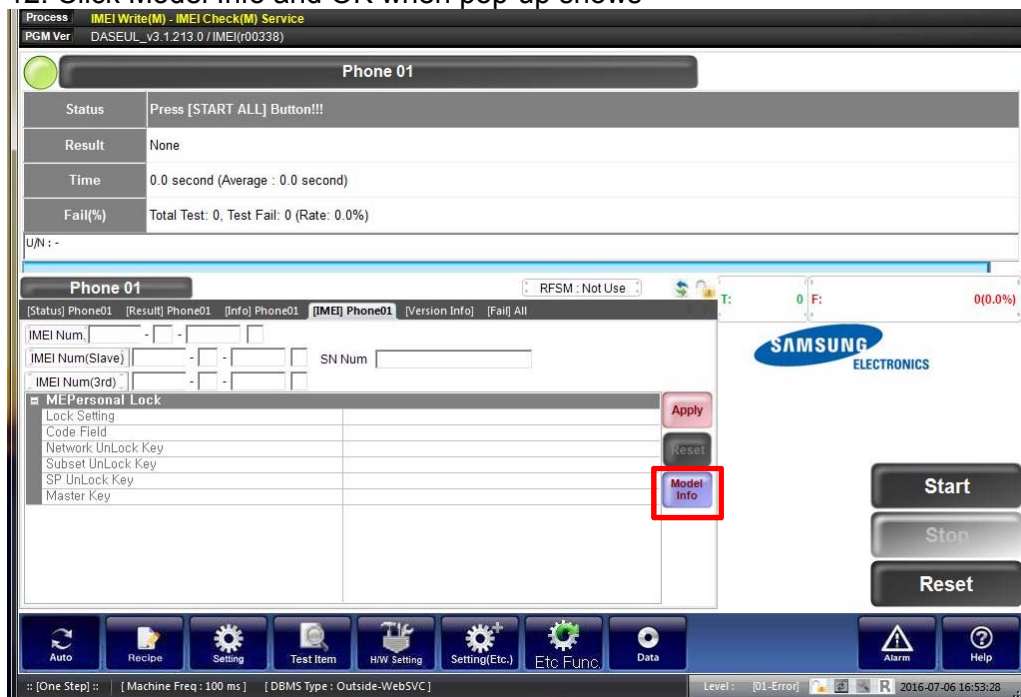 12. Click Model Info and OK when pop-up shows
Process IMEI Write(M) - IMEI Check(M) Service
PGM Ver DASEUL_v3.1.213.0 / IMEI(r00338)
Phone 01
Status Press [START ALL] Button!!!
Result None
Time 0.0 second (Average : 0.0 second)
Fail(%) Total Test: 0, Test Fail: 0 (Rate: 0.0%)
U/N : -
Phone 01 RFSM : Not Use
T: 0 F: 0(0.0%)
[Status] Phone01 [Result] Phone01 [Info] Phone01 [IMEI] Phone01 [Version Info] [Fail] All
IMEI Num. - -
IMEI Num(Slave) - - SN Num
IMEI Num(3rd) - -
SAMSUNG
ELECTRONICS
MEPersonal Lock
Lock Setting
Code Field
Network UnLock Key
Subset UnLock Key
SP UnLock Key
Master Key
Apply
Reset
Model
Info
Start
Stop
Reset
Auto Recipe Setting Test Item H/W Setting Setting(Etc.) Etc Func. Data Alarm Help
:: [One Step] :: [ Machine Freq : 100 ms ] [ DBMS Type : Outside-WebSVC ] Level : [01-Error] R 2016-07-06 16:53:28